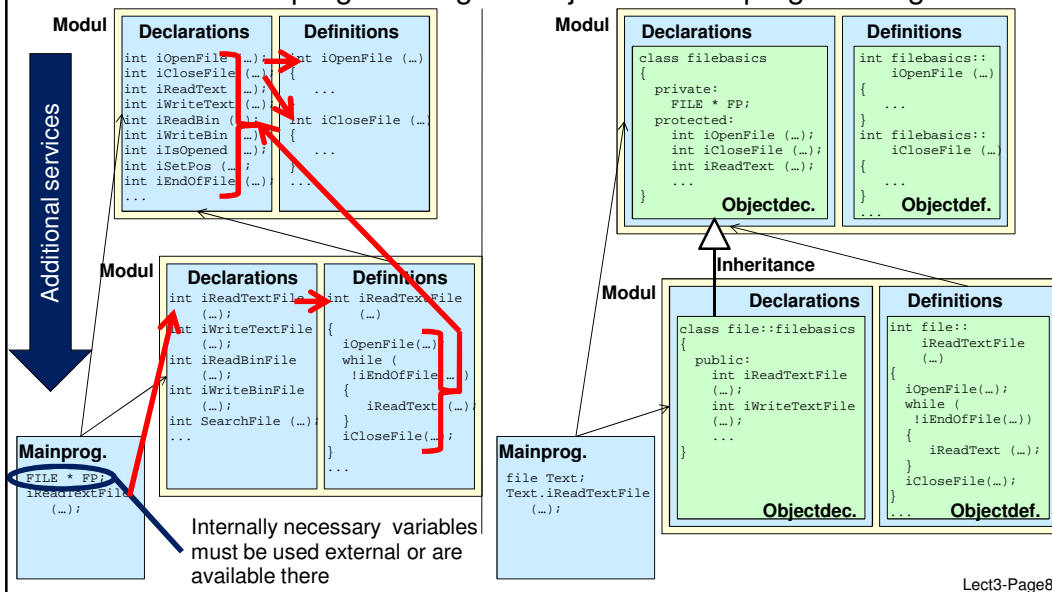 Modul
Declarations
int iOpenFile (…);
int iCloseFile (…);
int iReadText (…);
int iWriteText (…);
int iReadBin (…);
int iWriteBin (…);
int iIsOpened (…);
int iSetPos (…;
int iEndOfFile (…);
...
Definitions
int iOpenFile (…)
{
...
}
int iCloseFile (…)
{
...
}
...
Additional services
Modul
Declarations
int iReadTextFile
(…);
int iWriteTextFile
(…);
int iReadBinFile
(…);
int iWriteBinFile
(…);
int SearchFile (…);
...
Definitions
int iReadTextFile
(…)
{
iOpenFile(…);
while (
!iEndOfFile(…))
{
iReadText (…);
}
iCloseFile(…);
}
...
Mainprog.
FILE * FP;
iReadTextFile
(…);
Internally necessary variables
must be used external or are
available there
Modul
Declarations
class filebasics
{
private:
FILE * FP;
protected:
int iOpenFile (…);
int iCloseFile (…);
int iReadText (…);
...
}
Objectdec.
Definitions
int filebasics::
iOpenFile (…)
{
...
}
int filebasics::
iCloseFile (…)
{
...
}
...
Objectdef.
Inheritance
Modul
Declarations
class file::filebasics
{
public:
int iReadTextFile
(…);
int iWriteTextFile
(…);
...
}
Objectdec.
Definitions
int file::
iReadTextFile
(…)
{
iOpenFile(…);
while (
!iEndOfFile(…))
{
iReadText (…);
}
iCloseFile(…);
}
...
Objectdef.
Mainprog.
file Text;
Text.iReadTextFile
(…);
Lect3-Page8